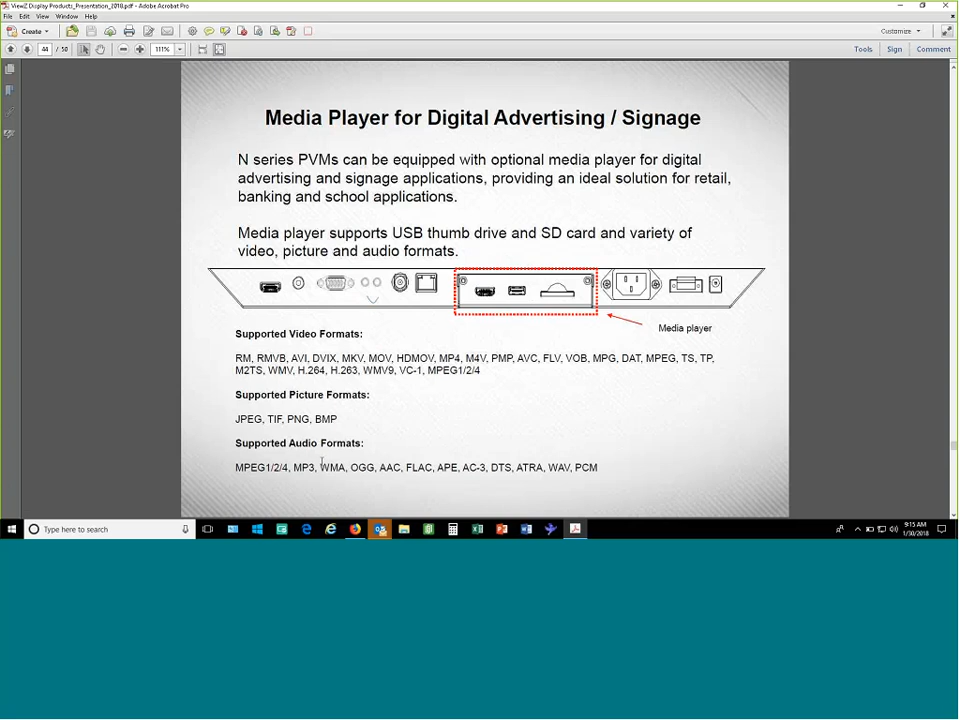 ViewZ Display Products_Presentation_2018.pdf - Adobe Acrobat Pro
File Edit View Window Help
Create
Customize
44 / 50
111%
Tools Sign Comment
Media Player for Digital Advertising / Signage
N series PVMs can be equipped with optional media player for digital
advertising and signage applications, providing an ideal solution for retail,
banking and school applications.
Media player supports USB thumb drive and SD card and variety of
video, picture and audio formats.
Media player
Supported Video Formats:
RM, RMVB, AVI, DVIX, MKV, MOV, HDMOV, MP4, M4V, PMP, AVC, FLV, VOB, MPG, DAT, MPEG, TS, TP,
M2TS, WMV, H.264, H.263, WMV9, VC-1, MPEG1/2/4
Supported Picture Formats:
JPEG, TIF, PNG, BMP
Supported Audio Formats:
MPEG1/2/4, MP3, WMA, OGG, AAC, FLAC, APE, AC-3, DTS, ATRA, WAV, PCM
Type here to search
9:15 AM
1/30/2018